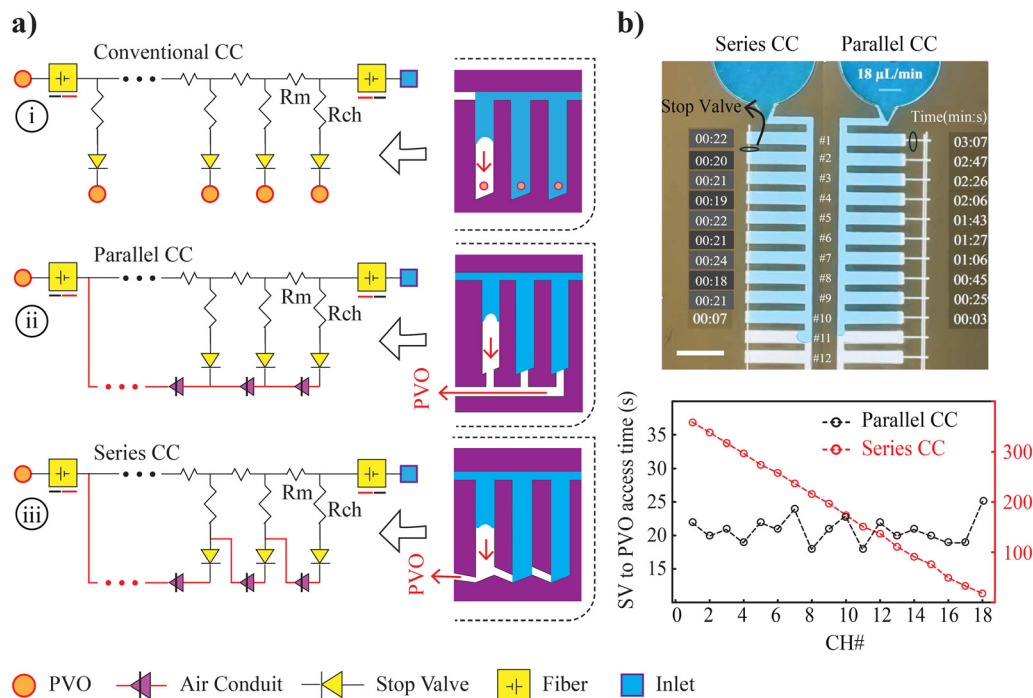 a)
Conventional CC
Rm
Rch
i
Parallel CC
Rm
Rch
ii
PVO
Series CC
Rm
Rch
iii
PVO
b)
Series CC
Parallel CC
18 µL/min
Stop Valve
Time(min:s)
00:22
#1
03:07
00:20
#2
02:47
00:21
#3
02:26
00:19
#4
02:06
00:22
#5
01:43
00:21
#6
01:27
00:24
#7
01:06
00:18
#8
00:45
00:21
#9
00:25
00:07
#10
00:03
#11
#12
SV to PVO access time (s)
35
30
25
20
15
Parallel CC
Series CC
300
200
100
0
2
4
6
8
10
12
14
16
18
CH#
PVO
Air Conduit
Stop Valve
Fiber
Inlet